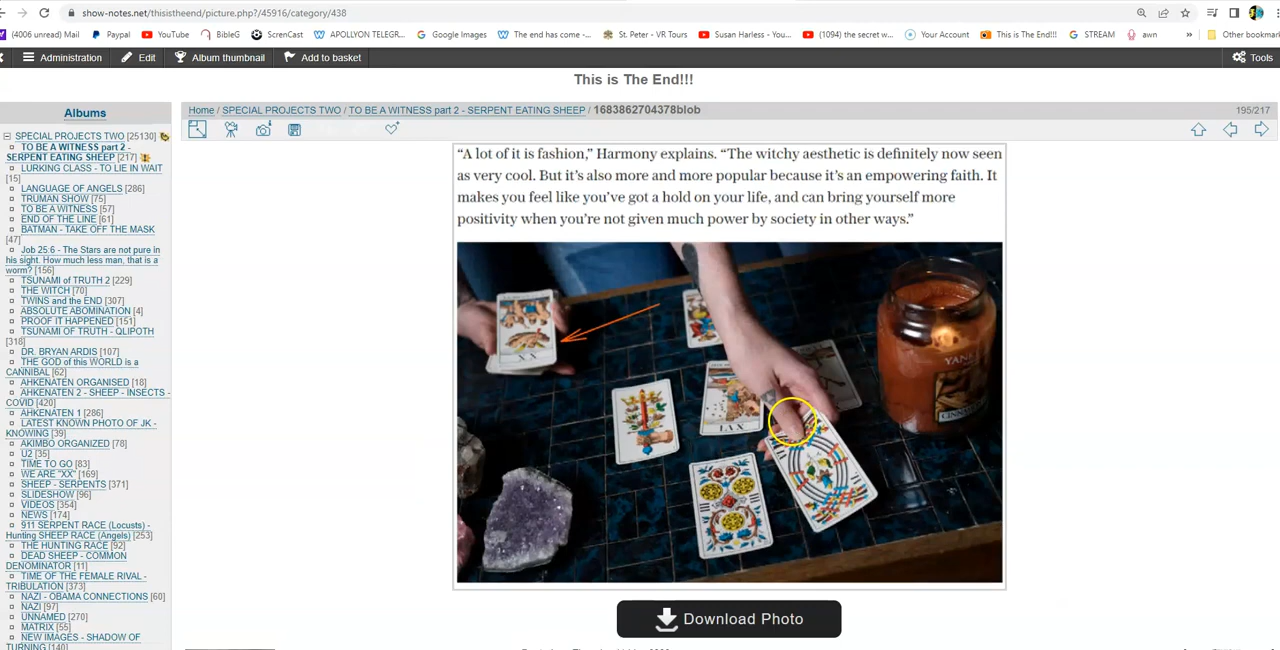 show-notes.net/thisistheend/picture.php?/45916/category/438
(4006 unread) Mail
Paypal
YouTube
BibleG
ScrenCast
APOLLYON TELEGR...
Google Images
The end has come -...
St. Peter - VR Tours
Susan Harless - You...
(1094) the secret w...
Your Account
This is The End!!!
STREAM
awn
»
Other bookmark
Administration
Edit
Album thumbnail
Add to basket
Tools
This is The End!!!
Albums
Home / SPECIAL PROJECTS TWO / TO BE A WITNESS part 2 - SERPENT EATING SHEEP / 1683862704378blob
195/217
SPECIAL PROJECTS TWO [25130]
TO BE A WITNESS part 2 -
SERPENT EATING SHEEP [217]
LURKING CLASS - TO LIE IN WAIT
[15]
LANGUAGE OF ANGELS [286]
TRUMAN SHOW [75]
TO BE A WITNESS [57]
END OF THE LINE [61]
BATMAN - TAKE OFF THE MASK
[47]
Job 25:6 - The Stars are not pure in
his sight. How much less man, that is a
worm? [156]
TSUNAMI of TRUTH 2 [229]
THE WITCH [70]
TWINS and the END [307]
ABSOLUTE ABOMINATION [4]
PROOF IT HAPPENED [151]
TSUNAMI OF TRUTH - QLIPOTH
[318]
DR. BRYAN ARDIS [107]
THE GOD of this WORLD IS a
CANNIBAL [62]
AHKENATEN ORGANISED [18]
AHKENATEN 2 - SHEEP - INSECTS -
COVID [420]
AHKENATEN 1 [286]
LATEST KNOWN PHOTO OF JK -
KNOWING [39]
AKIMBO ORGANIZED [78]
U2 [35]
TIME TO GO [83]
WE ARE "XX" [169]
SHEEP - SERPENTS [371]
SLIDESHOW [96]
VIDEOS [354]
NEWS [174]
911 SERPENT RACE (Locusts) -
Hunting SHEEP RACE (Angels) [253]
THE HUNTING RACE [92]
DEAD SHEEP - COMMON
DENOMINATOR [11]
TIME OF THE FEMALE RIVAL -
TRIBULATION [373]
NAZI - OBAMA CONNECTIONS [60]
NAZI [97]
UNNAMED [270]
MATRIX [55]
NEW IMAGES - SHADOW OF
TURNING [140]
“A lot of it is fashion,” Harmony explains. “The witchy aesthetic is definitely now seen
as very cool. But it’s also more and more popular because it’s an empowering faith. It
makes you feel like you’ve got a hold on your life, and can bring yourself more
positivity when you’re not given much power by society in other ways.”
XX
YANK
CINNAM
Download Photo